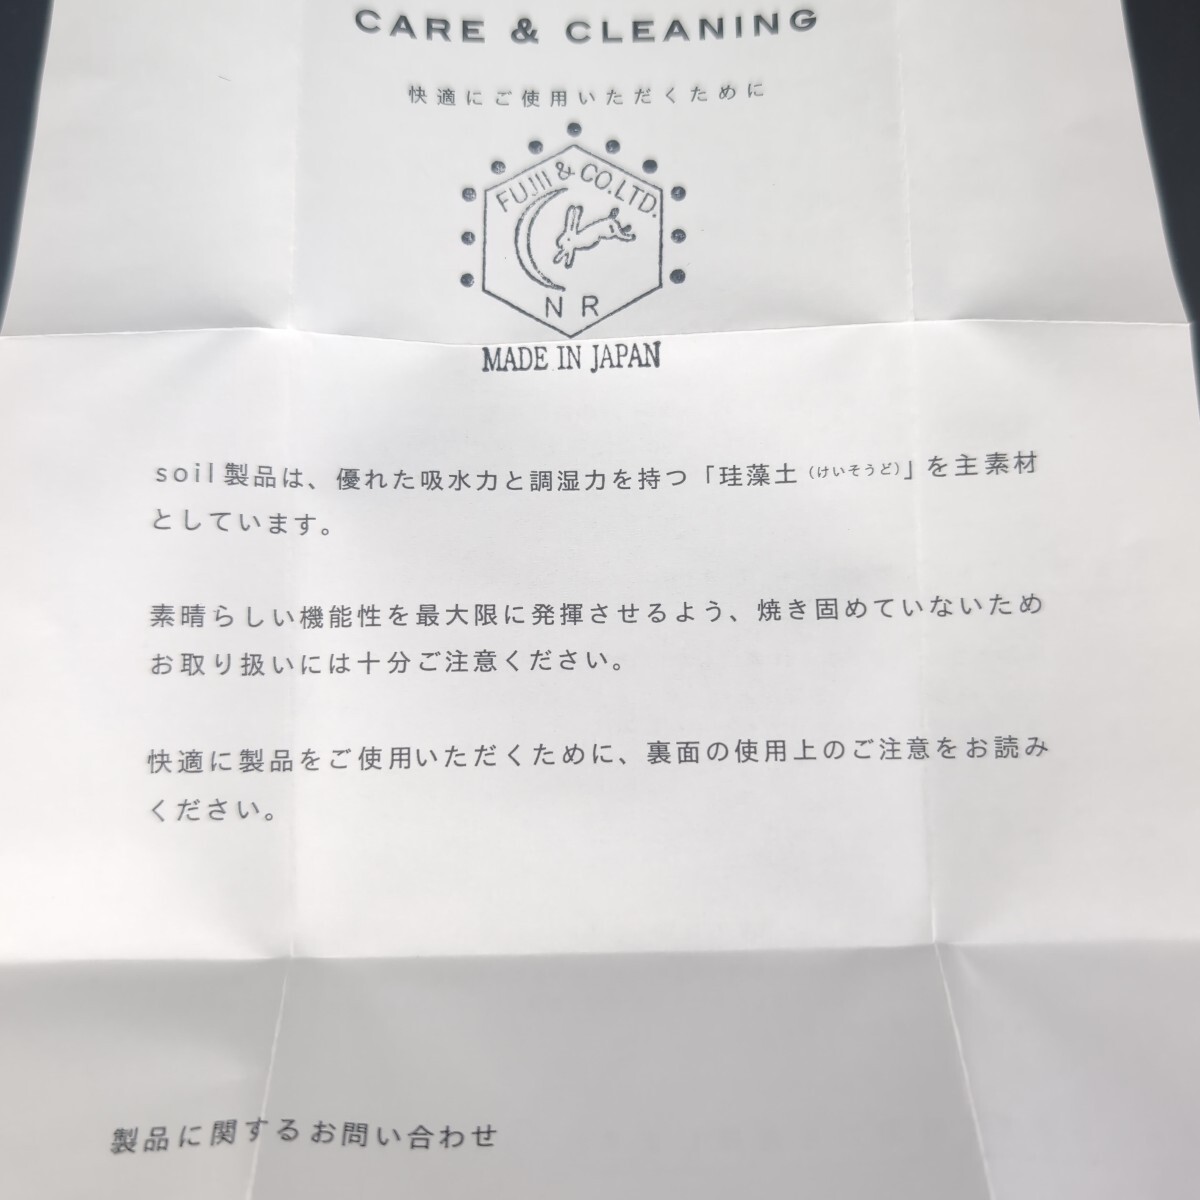 CARE & CLEANING
快適にご使用いただくために
FUJII & CO.LTD.
N R
MADE IN JAPAN
soil 製品は、優れた吸水力と調湿力を持つ「珪藻土（けいそうど）」を主素材
としています。
素晴らしい機能性を最大限に発揮させるよう、焼き固めていないため
お取り扱いには十分ご注意ください。
快適に製品をご使用いただくために、裏面の使用上のご注意をお読み
ください。
製品に関するお問い合わせ